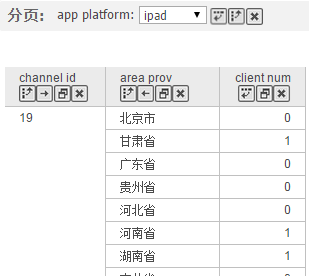 分页: app platform: ipad
channel id area prov client num
19 北京市 0
甘肃省 1
广东省 0
贵州省 0
河北省 0
河南省 1
湖南省 1